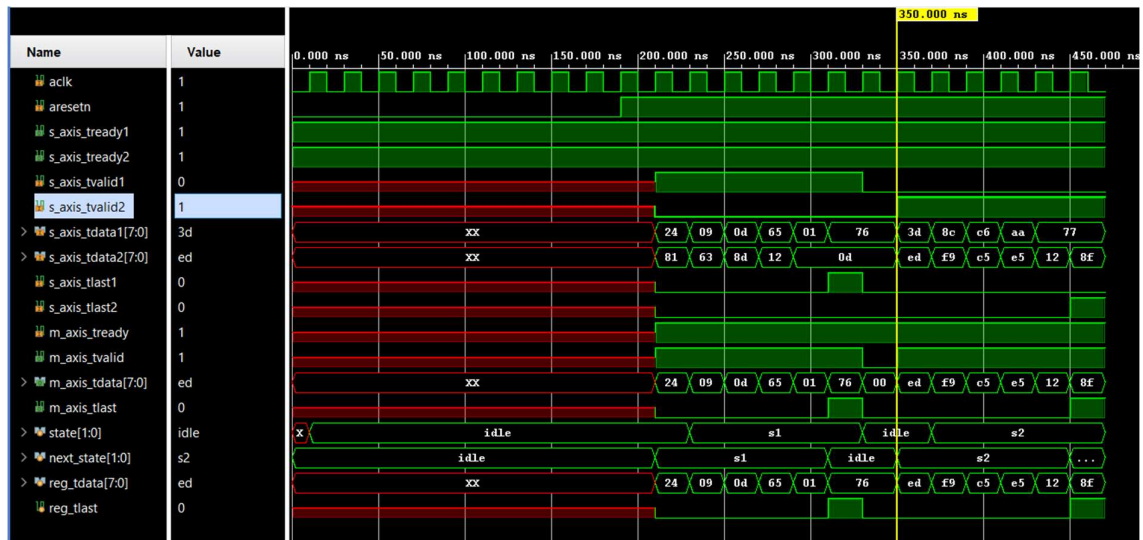 350.000 ns
Name Value
0.000 ns 50.000 ns 100.000 ns 150.000 ns 200.000 ns 250.000 ns 300.000 ns 350.000 ns 400.000 ns 450.000 ns
aclk 1
aresetn 1
s_axis_tready1 1
s_axis_tready2 1
s_axis_tvalid1 0
s_axis_tvalid2 1
s_axis_tdata1[7:0] 3d XX 24 09 0d 65 01 76 3d 8c c6 aa 77
s_axis_tdata2[7:0] ed XX 81 63 8d 12 0d ed f9 c5 e5 12 8f
s_axis_tlast1 0
s_axis_tlast2 0
m_axis_tready 1
m_axis_tvalid 1
m_axis_tdata[7:0] ed XX 24 09 0d 65 01 76 00 ed f9 c5 e5 12 8f
m_axis_tlast 0
state[1:0] idle X idle s1 idle s2
next_state[1:0] s2 idle s1 idle s2 ...
reg_tdata[7:0] ed XX 24 09 0d 65 01 76 ed f9 c5 e5 12 8f
reg_tlast 0